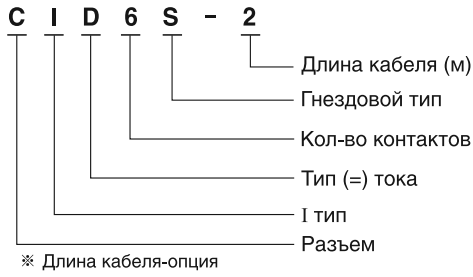 C I D 6 S - 2
Длина кабеля (м)
Гнездовой тип
Кол-во контактов
Тип (=) тока
I тип
Разъем
※ Длина кабеля-опция